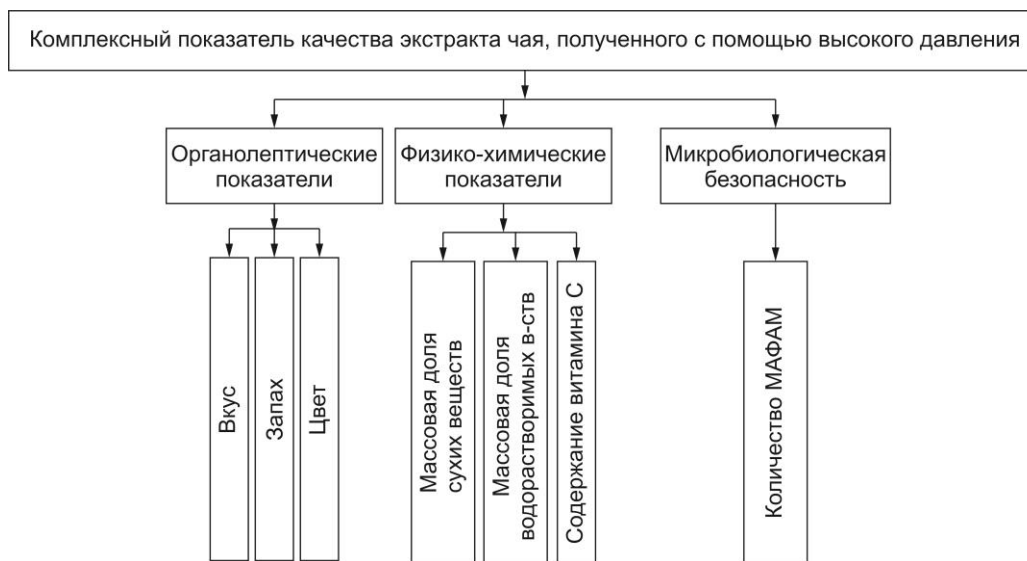 Комплексный показатель качества экстракта чая, полученного с помощью высокого давления
Органолептические
показатели
Физико-химические
показатели
Микробиологическая
безопасность
Вкус
Запах
Цвет
Массовая доля
сухих веществ
Массовая доля
водорастворимых в-ств
Содержание витамина С
Количество МАФАМ